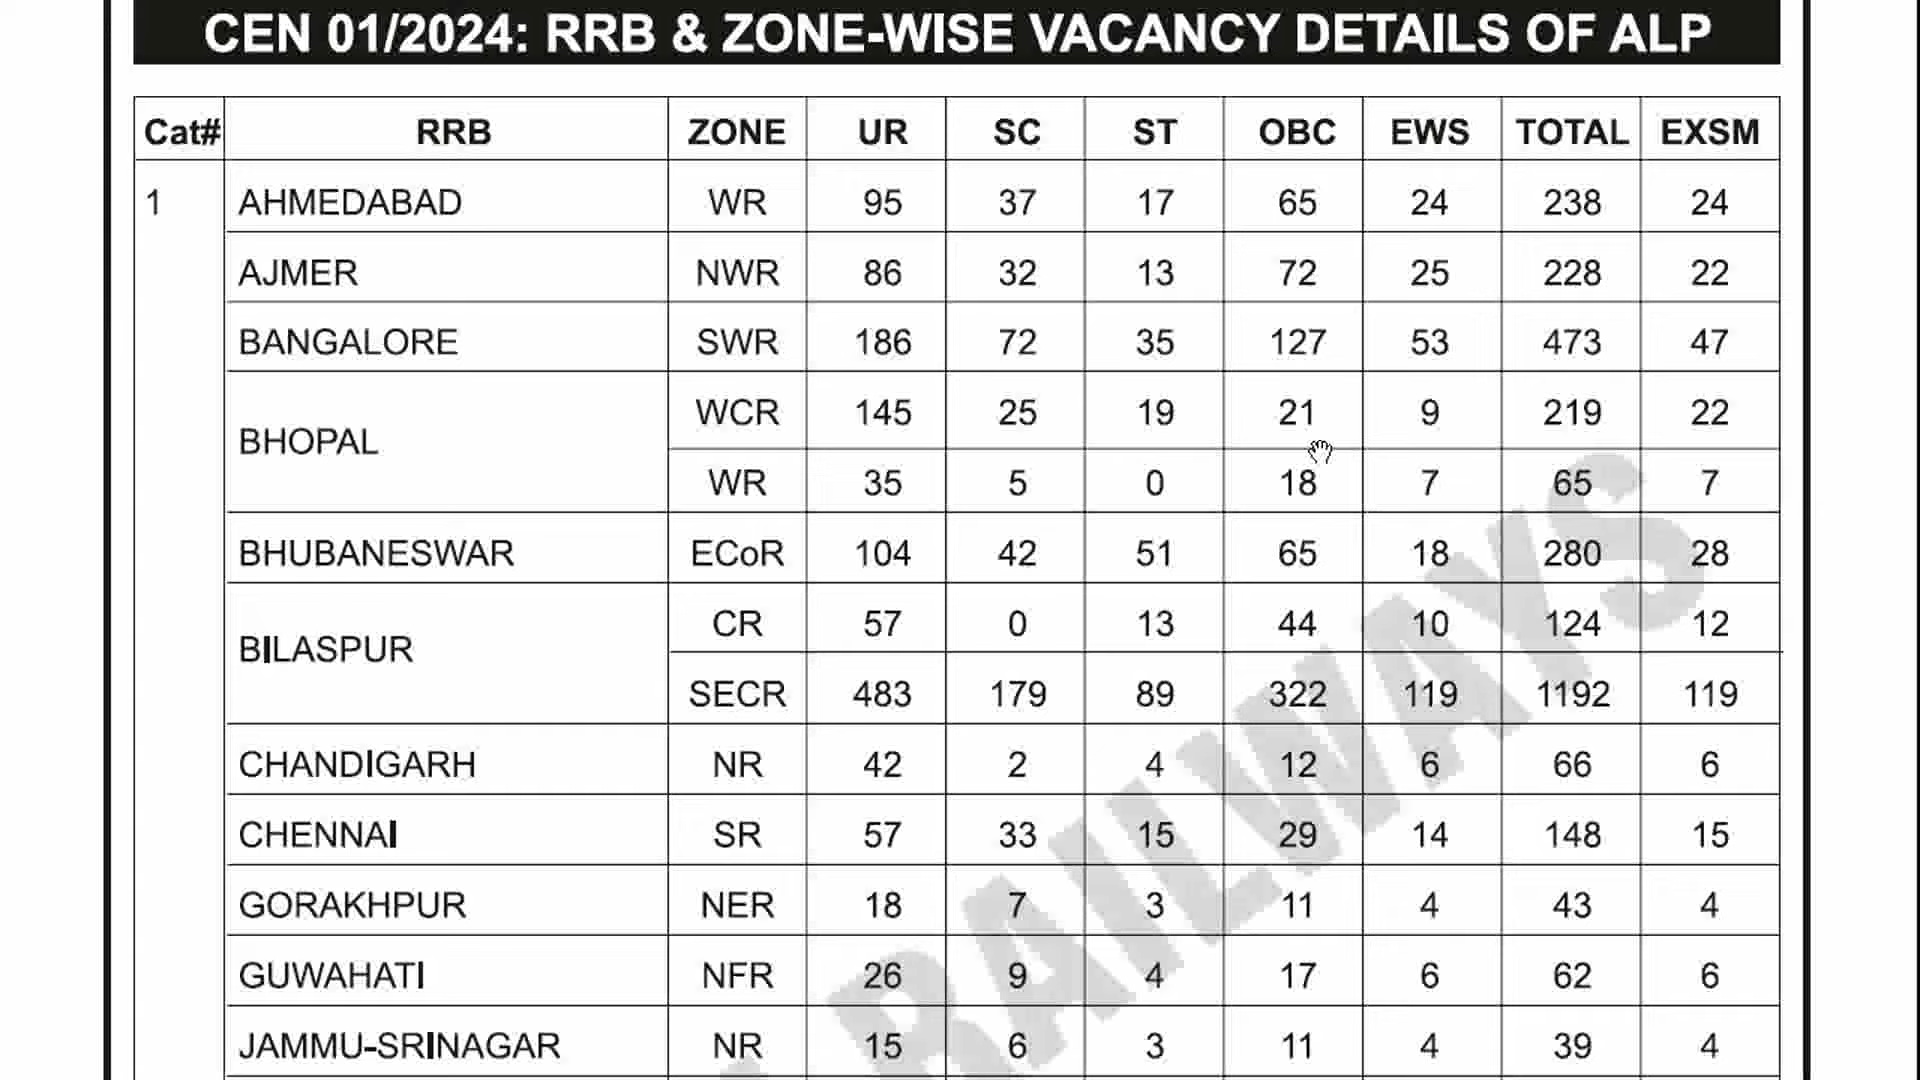 CEN 01/2024: RRB & ZONE-WISE VACANCY DETAILS OF ALP
Cat# RRB ZONE UR SC ST OBC EWS TOTAL EXSM
1 AHMEDABAD WR 95 37 17 65 24 238 24
AJMER NWR 86 32 13 72 25 228 22
BANGALORE SWR 186 72 35 127 53 473 47
BHOPAL WCR 145 25 19 21 9 219 22
WR 35 5 0 18 7 65 7
BHUBANESWAR ECoR 104 42 51 65 18 280 28
BILASPUR CR 57 0 13 44 10 124 12
SECR 483 179 89 322 119 1192 119
CHANDIGARH NR 42 2 4 12 6 66 6
CHENNAI SR 57 33 15 29 14 148 15
GORAKHPUR NER 18 7 3 11 4 43 4
GUWAHATI NFR 26 9 4 17 6 62 6
JAMMU-SRINAGAR NR 15 6 3 11 4 39 4
RAILWAYS